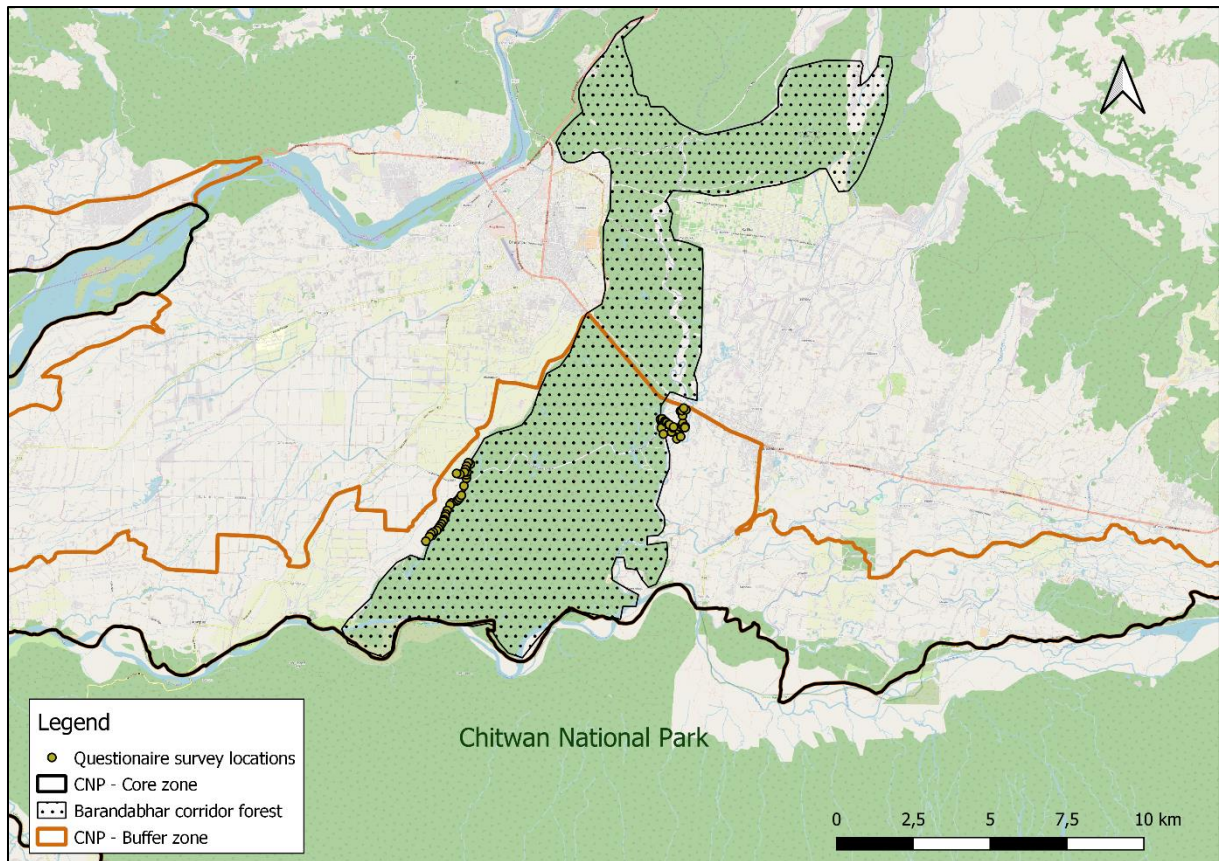 Chitwan National Park
Legend
Questionaire survey locations
CNP - Core zone
Barandabhar corridor forest
CNP - Buffer zone
0 2,5 5 7,5 10 km